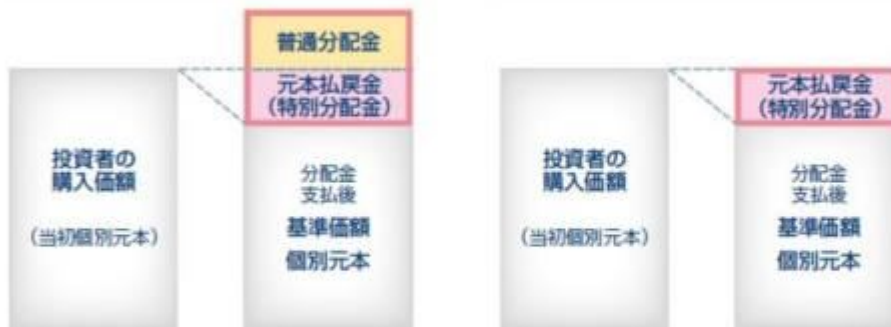 普通分配金
元本払戻金
(特別分配金)
投資者の
購入価額
(当初個別元本)
分配金
支払後
基準価額
個別元本
元本払戻金
(特別分配金)
投資者の
購入価額
(当初個別元本)
分配金
支払後
基準価額
個別元本